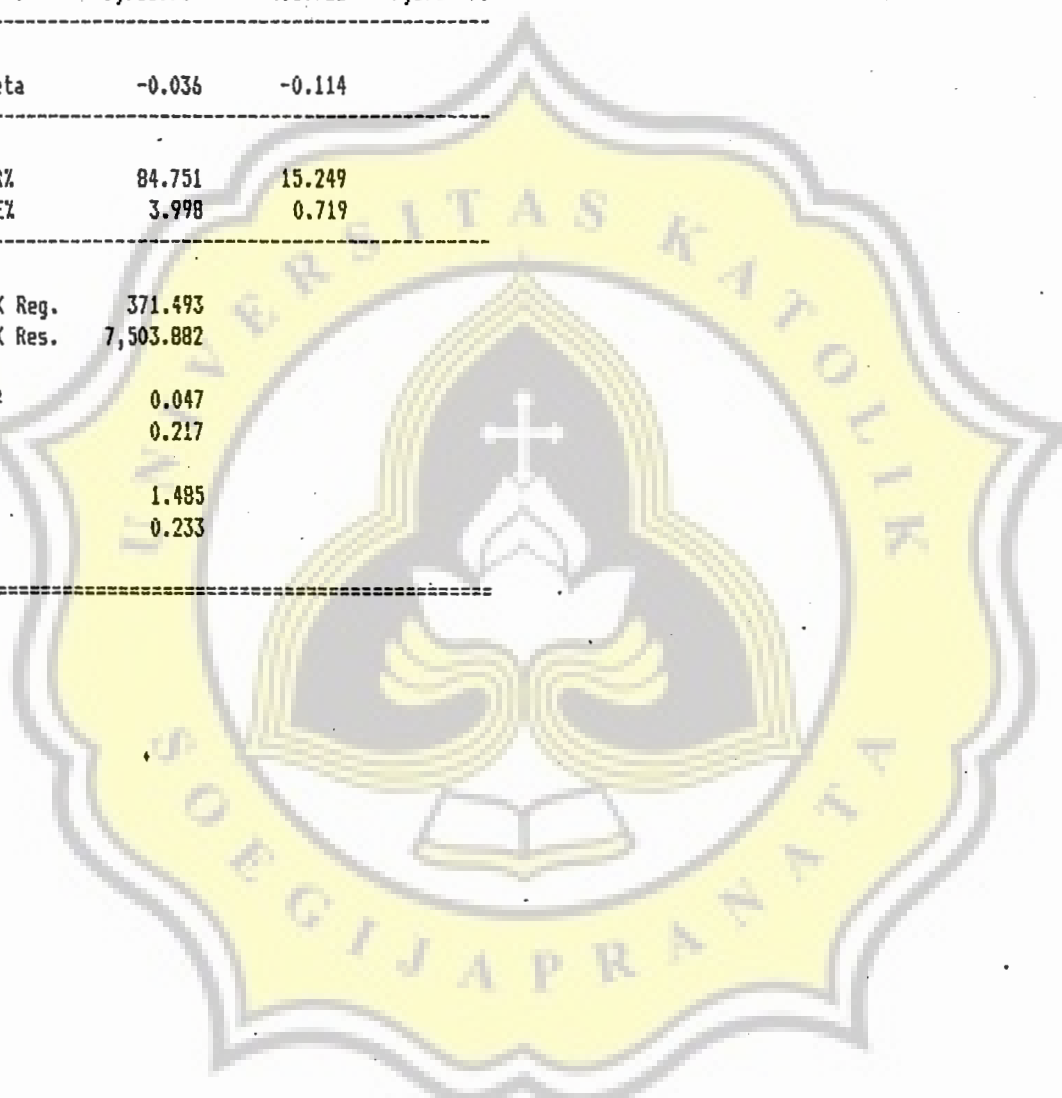 eta -0.036 -0.114
R% 84.751 15.249
E% 3.998 0.719
K Reg. 371.493
K Res. 7,503.882
0.047
0.217
1.485
0.233
UNIVERSITAS KATOLIK
SOEGIJAPRANATA